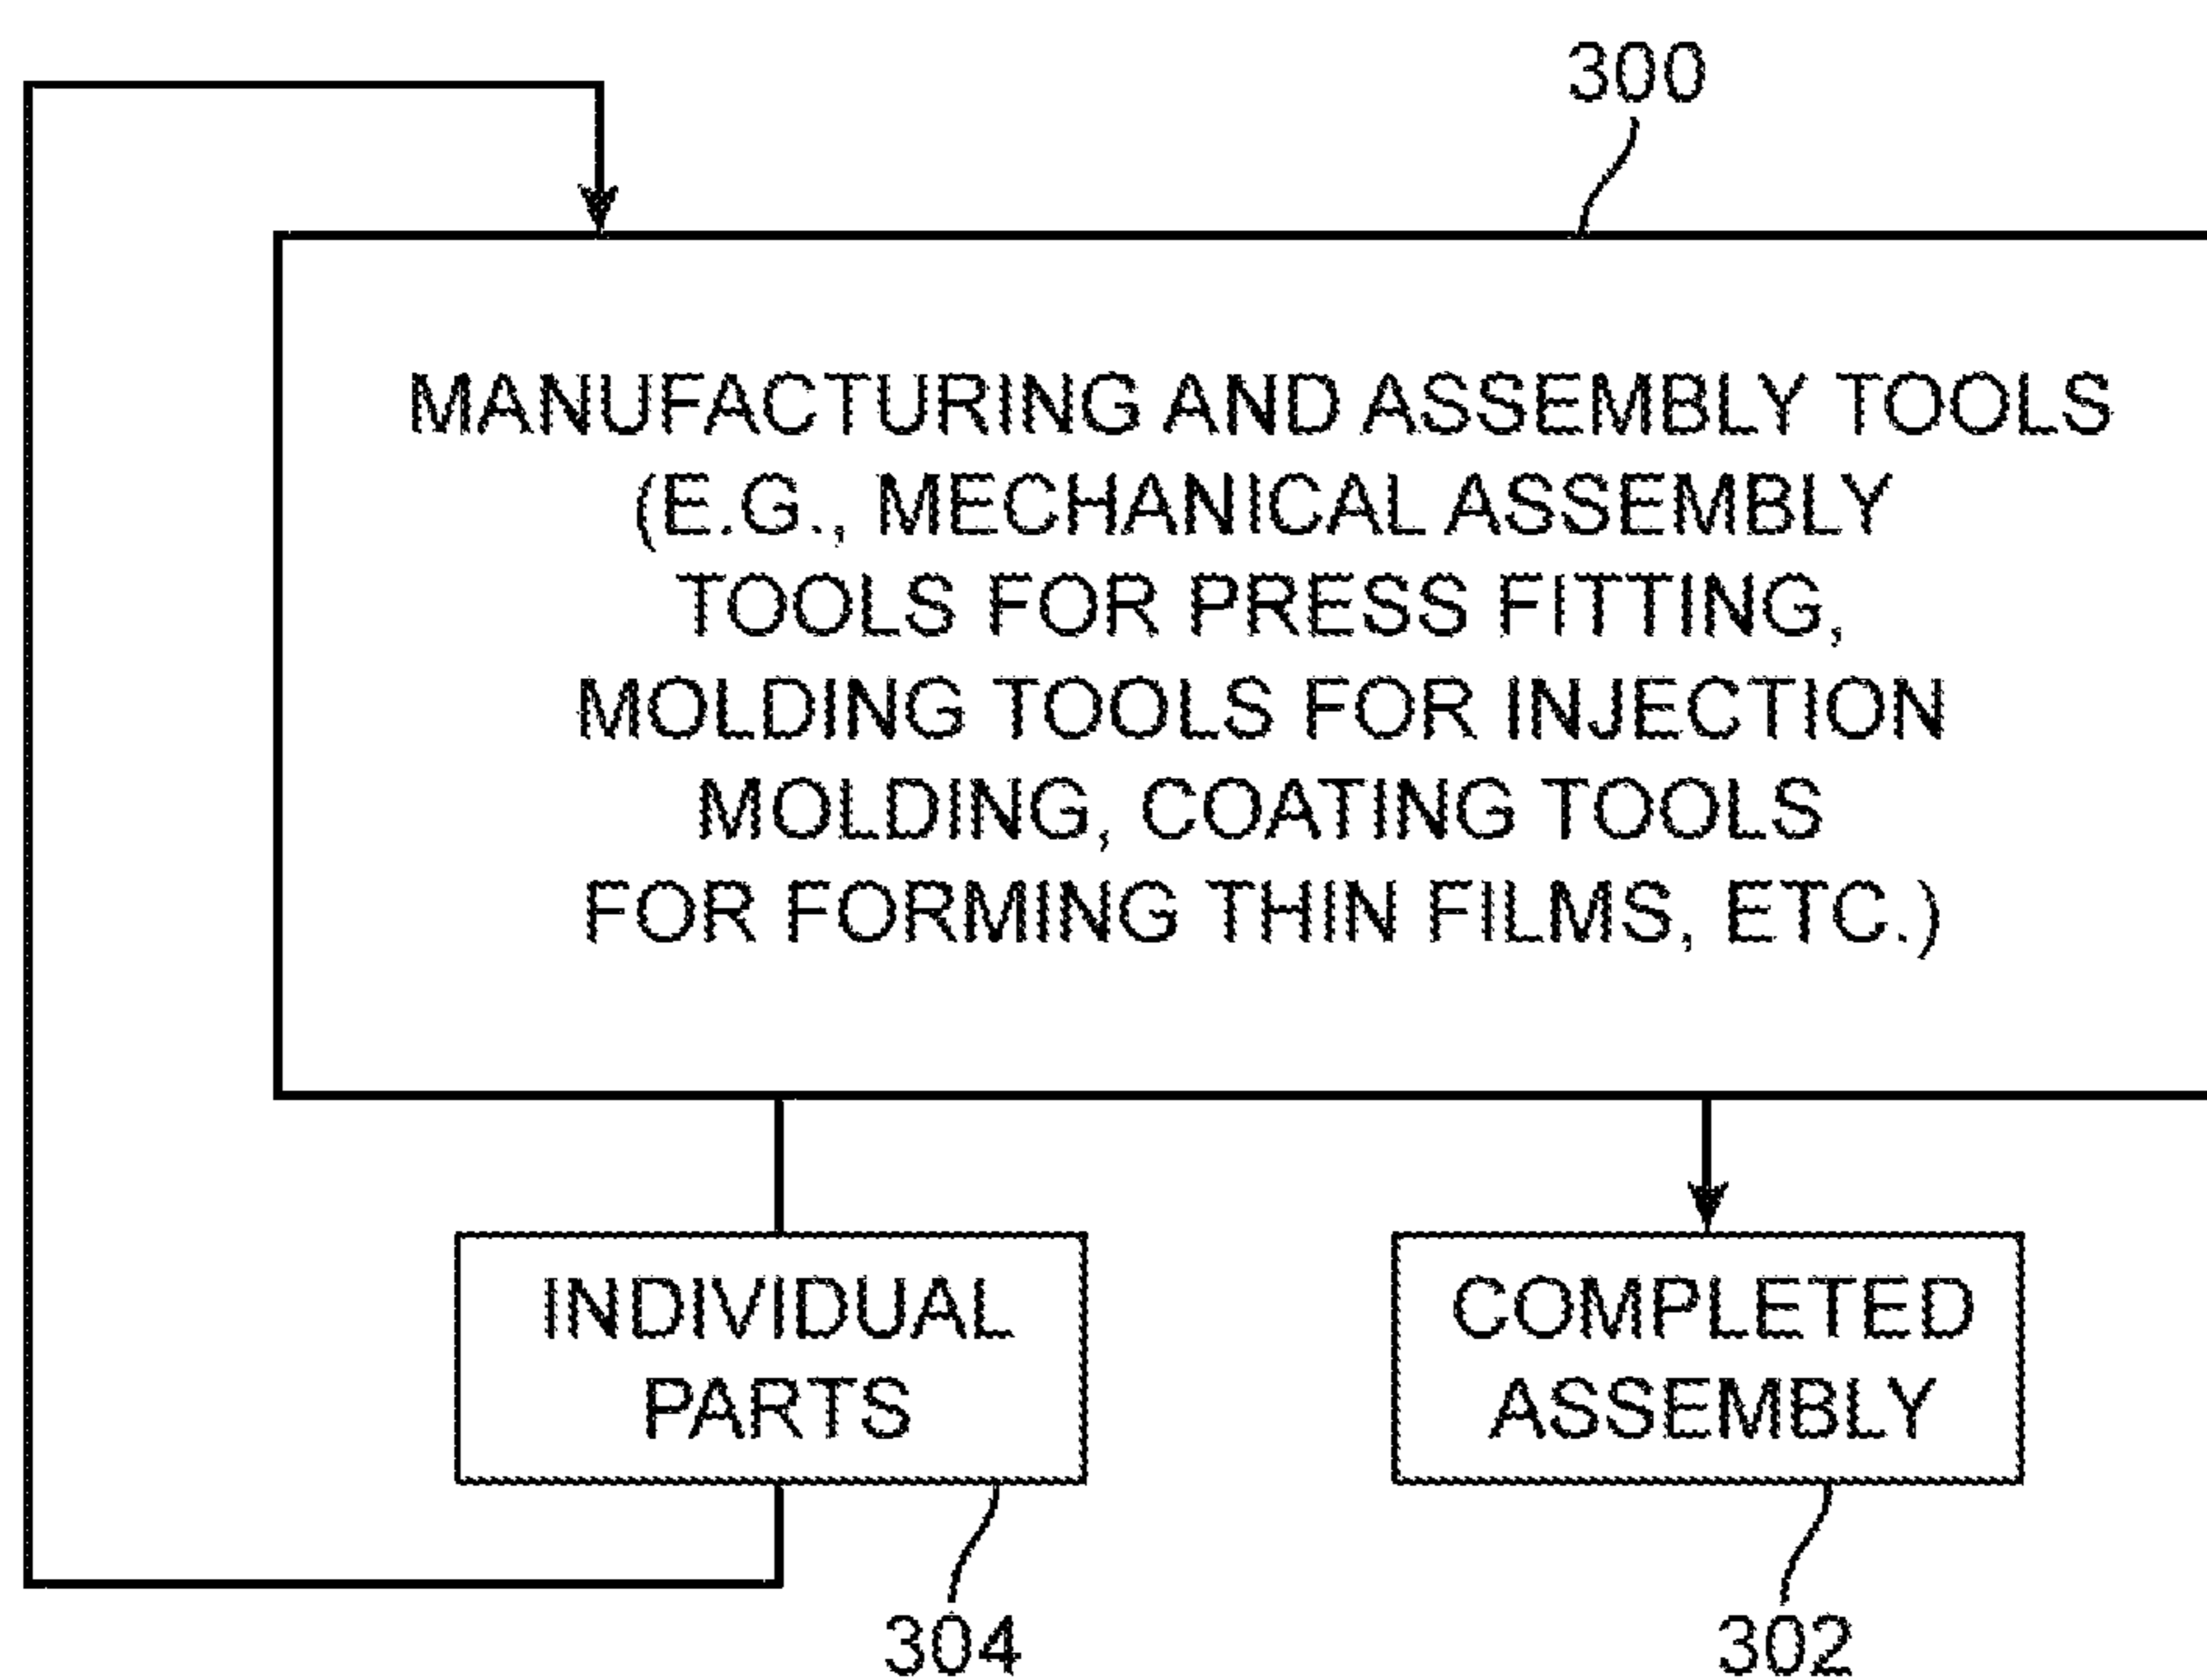 300
MANUFACTURING AND ASSEMBLY TOOLS
(E.G., MECHANICAL ASSEMBLY
TOOLS FOR PRESS FITTING,
MOLDING TOOLS FOR INJECTION
MOLDING, COATING TOOLS
FOR FORMING THIN FILMS, ETC.)
INDIVIDUAL
PARTS
COMPLETED
ASSEMBLY
304
302